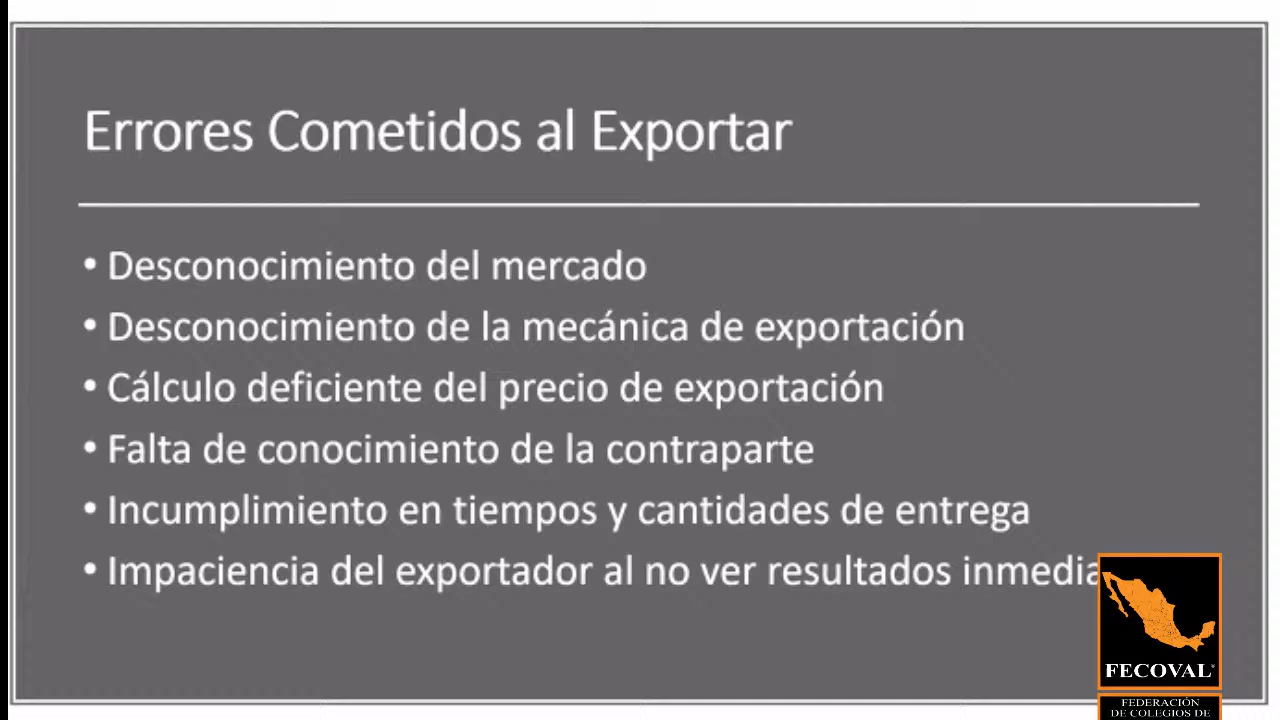 Errores Cometidos al Exportar
• Desconocimiento del mercado
• Desconocimiento de la mecánica de exportación
• Cálculo deficiente del precio de exportación
• Falta de conocimiento de la contraparte
• Incumplimiento en tiempos y cantidades de entrega
• Impaciencia del exportador al no ver resultados
FECOVAL
FEDERACIÓN
DE COLEGIOS DE